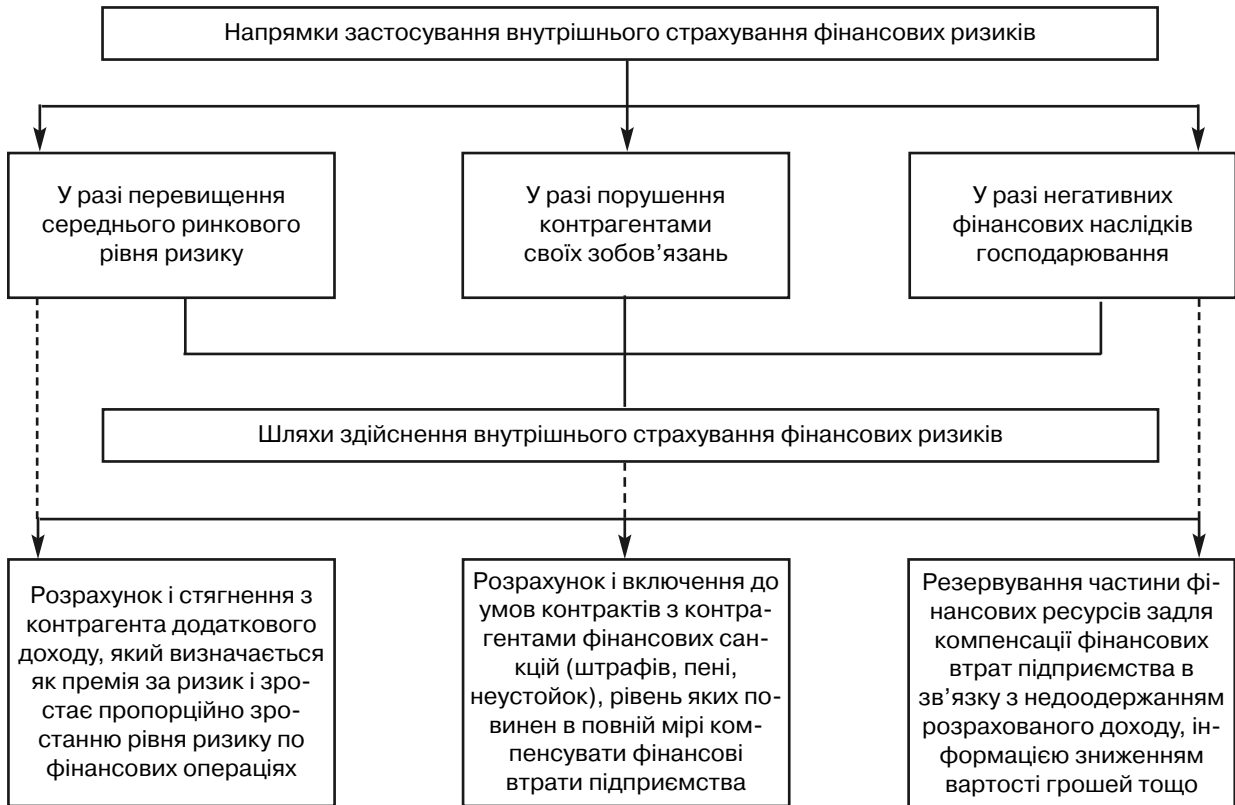 Напрямки застосування внутрішнього страхування фінансових ризиків
У разі перевищення
середнього ринкового
рівня ризику
У разі порушення
контрагентами
своїх зобов’язань
У разі негативних
фінансових наслідків
господарювання
Шляхи здійснення внутрішнього страхування фінансових ризиків
Розрахунок і стягнення з
контрагента додаткового
доходу, який визначається
як премія за ризик і зро-
стає пропорційно зро-
станню рівня ризику по
фінансових операціях
Розрахунок і включення до
умов контрактів з контра-
гентами фінансових сан-
кцій (штрафів, пені,
неустойок), рівень яких по-
винен в повній мірі ком-
пенсувати фінансові
втрати підприємства
Резервування частини фі-
нансових ресурсів задля
компенсації фінансових
втрат підприємства в
зв’язку з недоодержанням
розрахованого доходу, ін-
формацією зниженням
вартості грошей тощо